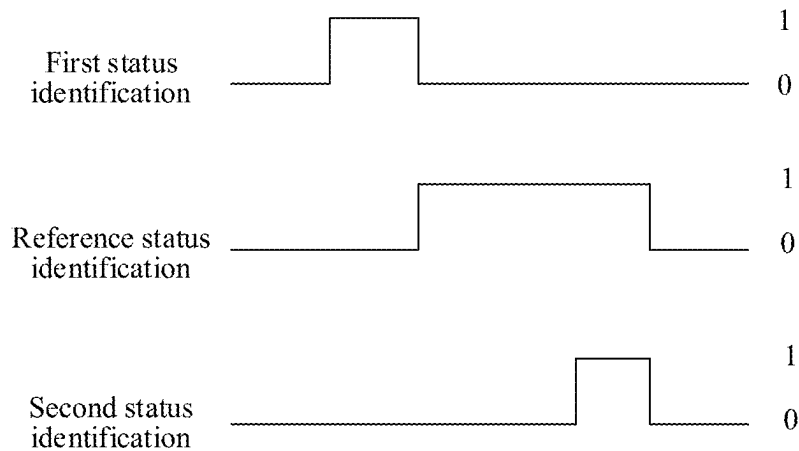 1
First status
identification
0
1
Reference status
identification
0
1
Second status
identification
0